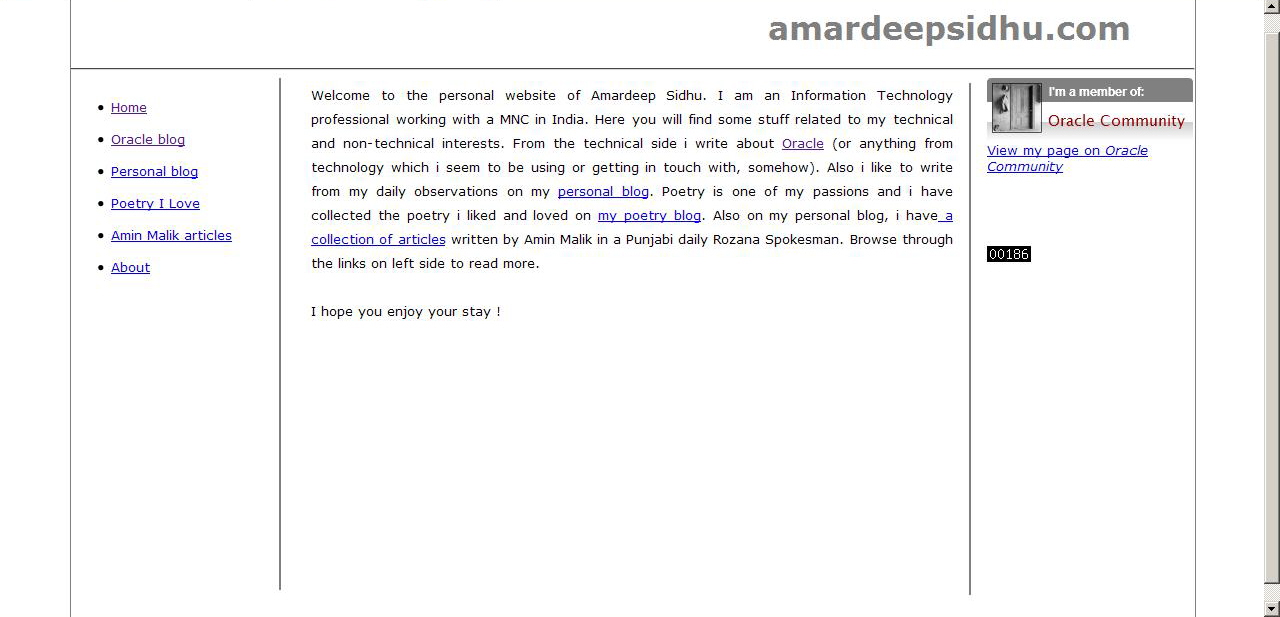 amardeepsidhu.com
Home
Oracle blog
Personal blog
Poetry I Love
Amin Malik articles
About
Welcome to the personal website of Amardeep Sidhu. I am an Information Technology
professional working with a MNC in India. Here you will find some stuff related to my technical
and non-technical interests. From the technical side i write about Oracle (or anything from
technology which i seem to be using or getting in touch with, somehow). Also i like to write
from my daily observations on my personal blog. Poetry is one of my passions and i have
collected the poetry i liked and loved on my poetry blog. Also on my personal blog, i have a
collection of articles written by Amin Malik in a Punjabi daily Rozana Spokesman. Browse through
the links on left side to read more.
I hope you enjoy your stay !
I'm a member of:
Oracle Community
View my page on Oracle
Community
00186